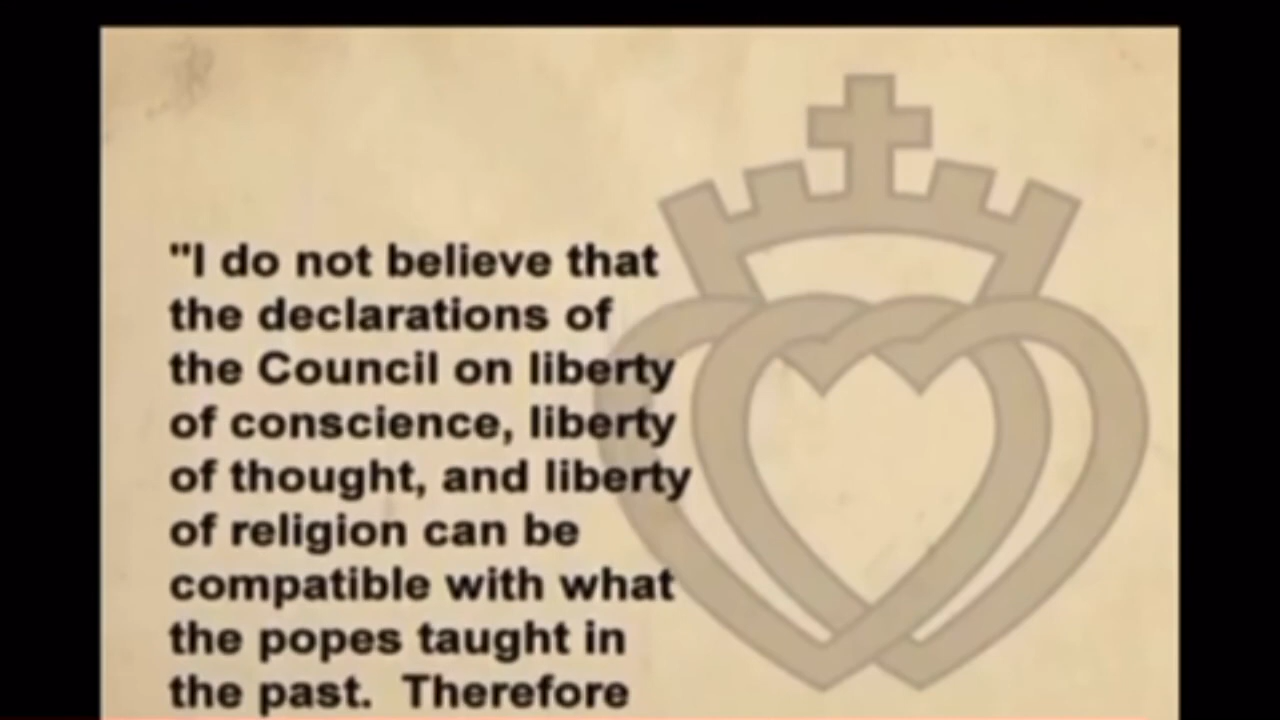 "I do not believe that
the declarations of
the Council on liberty
of conscience, liberty
of thought, and liberty
of religion can be
compatible with what
the popes taught in
the past.  Therefore